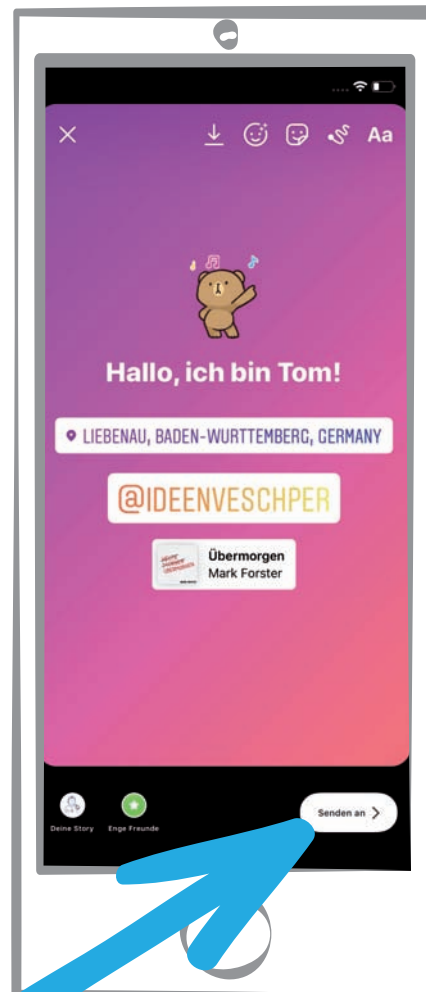 Aa
Hallo, ich bin Tom!
LIEBENAU, BADEN-WURTTEMBERG, GERMANY
@IDEENVESCHPER
Übermorgen
Mark Forster
Deine Story
Enge Freunde
Senden an